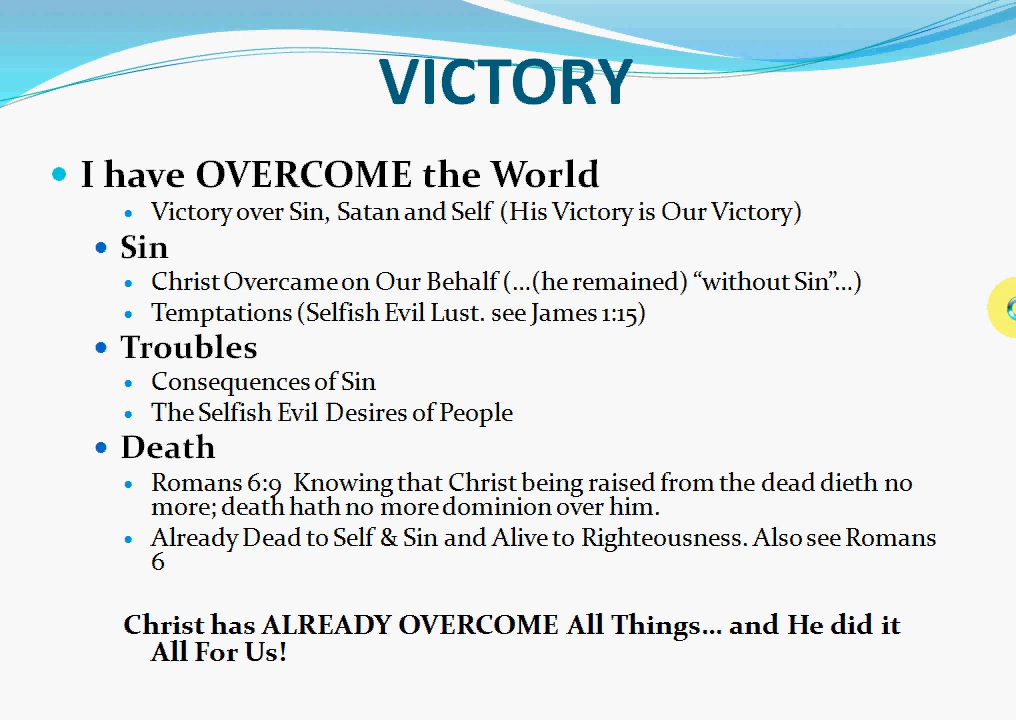 VICTORY
• I have OVERCOME the World
• Victory over Sin, Satan and Self (His Victory is Our Victory)
• Sin
• Christ Overcame on Our Behalf (…(he remained) “without Sin”…)
• Temptations (Selfish Evil Lust. see James 1:15)
• Troubles
• Consequences of Sin
• The Selfish Evil Desires of People
• Death
• Romans 6:9  Knowing that Christ being raised from the dead dieth no
more; death hath no more dominion over him.
• Already Dead to Self & Sin and Alive to Righteousness. Also see Romans
6
Christ has ALREADY OVERCOME All Things… and He did it
All For Us!